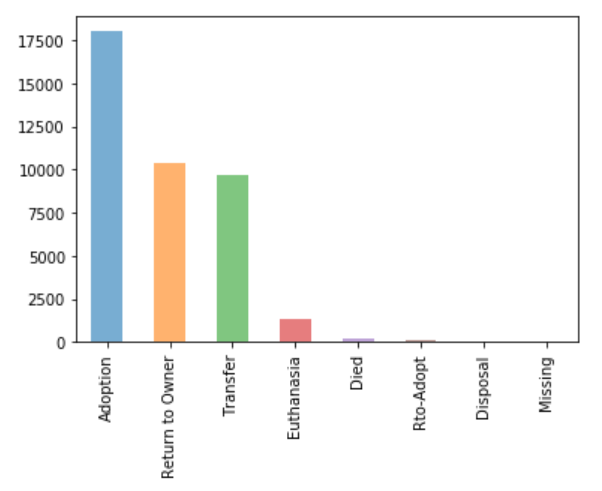 17500
15000
12500
10000
7500
5000
2500
0
Adoption
Return to Owner
Transfer
Euthanasia
Died
Rto-Adopt
Disposal
Missing